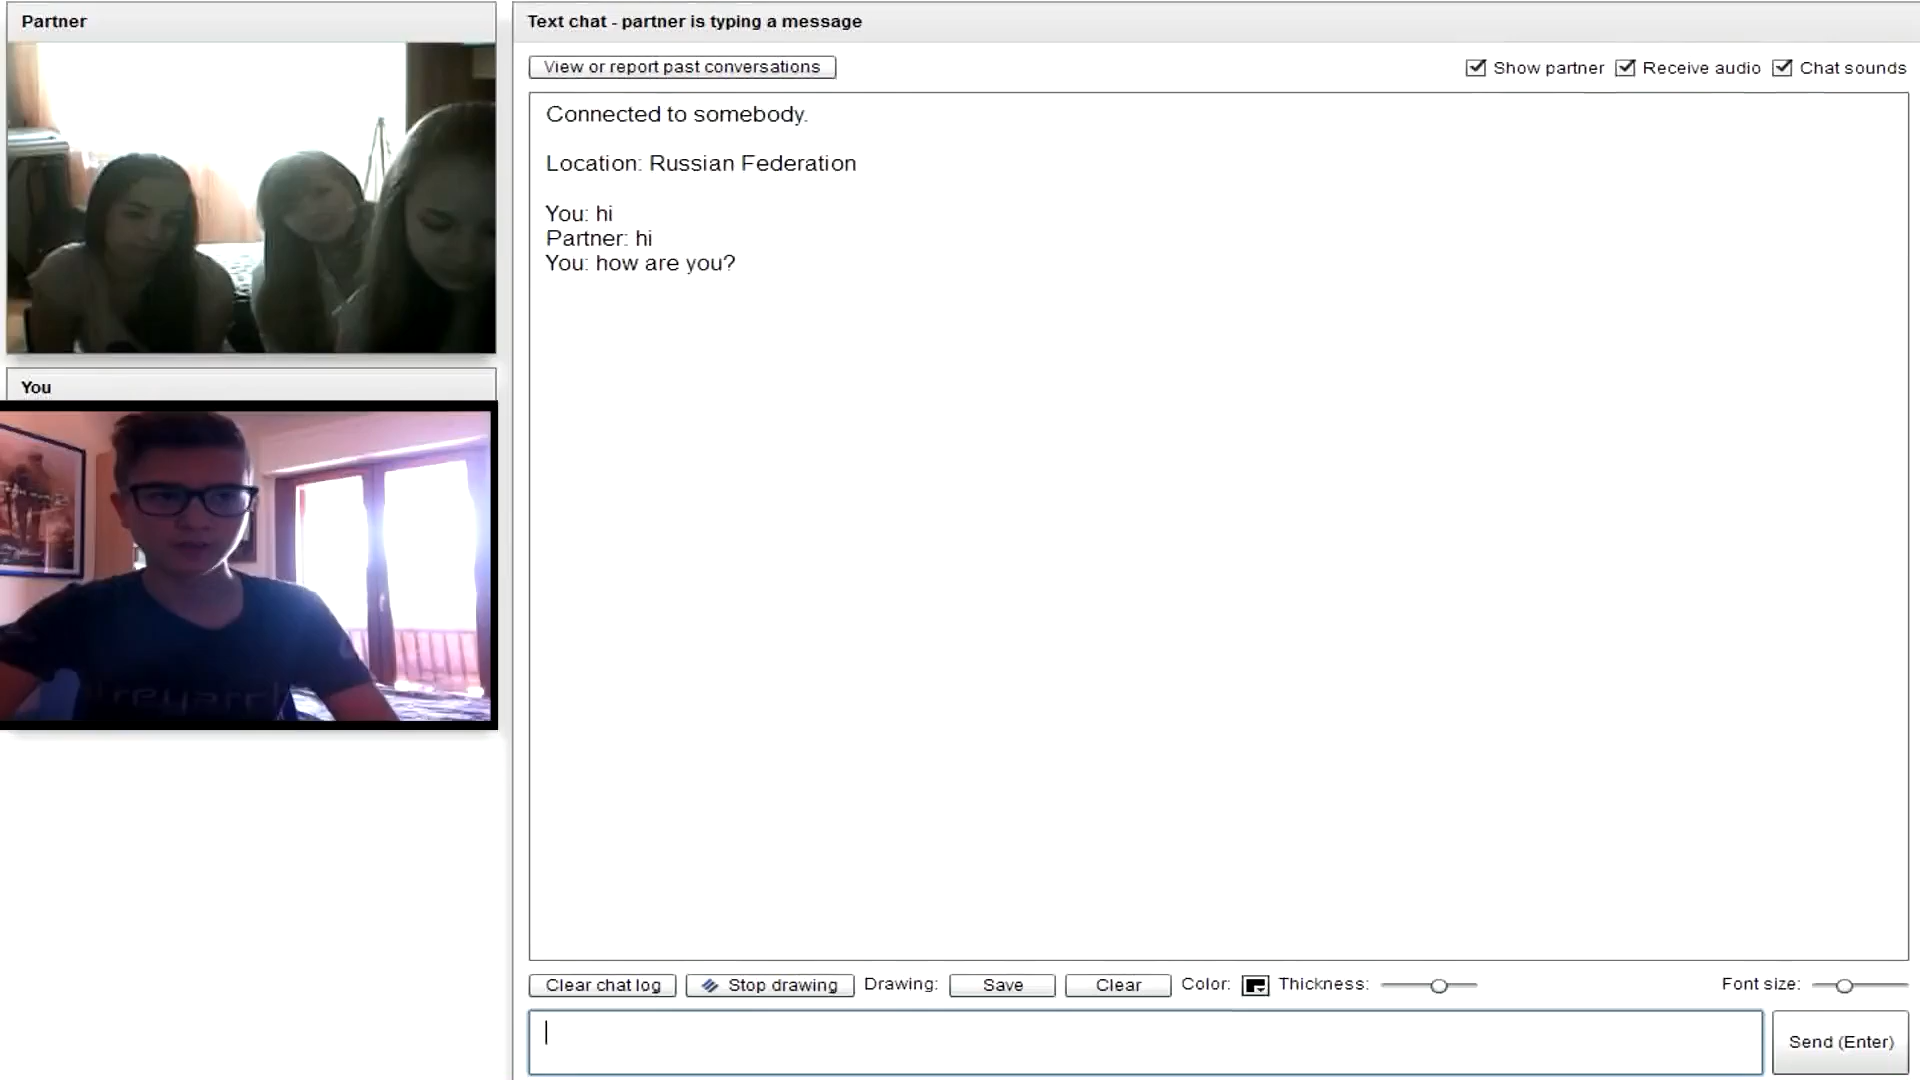 Partner
Text chat - partner is typing a message
View or report past conversations
Show partner
Receive audio
Chat sounds
Connected to somebody.
Location: Russian Federation
You: hi
Partner: hi
You: how are you?
You
Clear chat log
Stop drawing
Drawing:
Save
Clear
Color:
Thickness:
Font size:
Send (Enter)